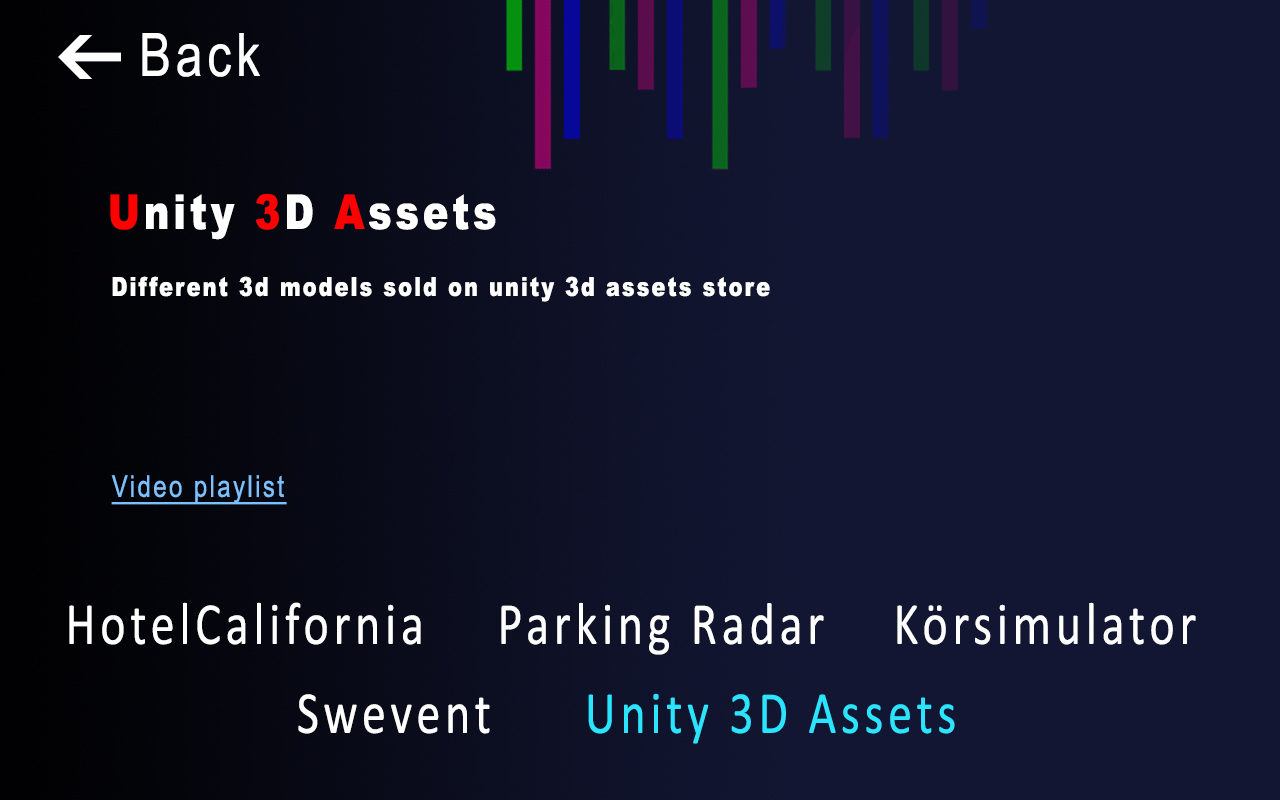 Back
Unity 3D Assets
Different 3d models sold on unity 3d assets store
Video playlist
HotelCalifornia Parking Radar Körsimulator
Swevent Unity 3D Assets